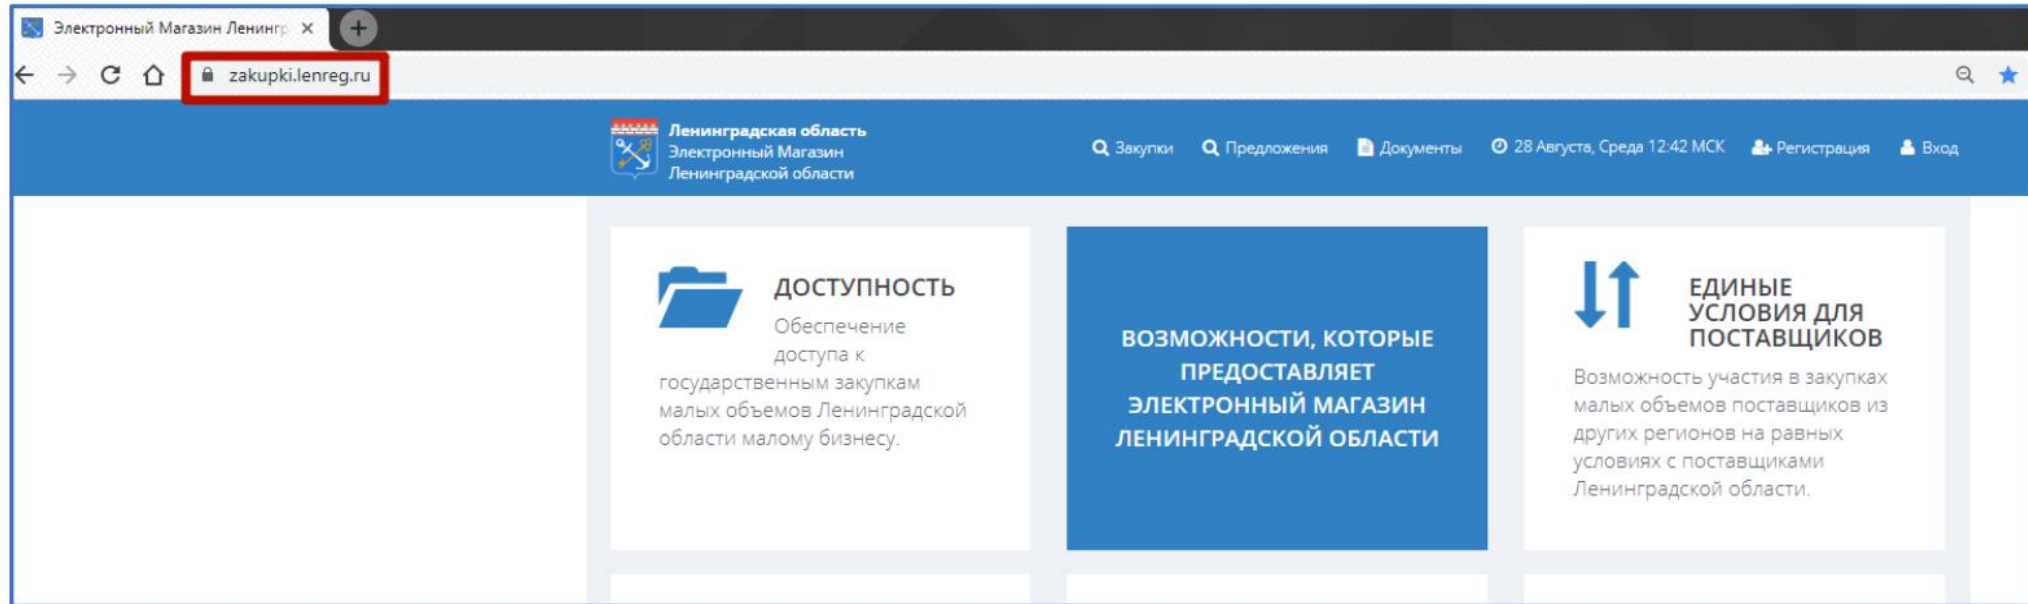 Электронный Магазин Ленингр
zakupki.lenreg.ru
Ленинградская область
Электронный Магазин
Ленинградской области
Закупки Предложения Документы 28 Августа, Среда 12:42 МСК Регистрация Вход
ДОСТУПНОСТЬ
Обеспечение
доступа к
государственным закупкам
малых объемов Ленинградской
области малому бизнесу.
ВОЗМОЖНОСТИ, КОТОРЫЕ
ПРЕДОСТАВЛЯЕТ
ЭЛЕКТРОННЫЙ МАГАЗИН
ЛЕНИНГРАДСКОЙ ОБЛАСТИ
ЕДИНЫЕ
УСЛОВИЯ ДЛЯ
ПОСТАВЩИКОВ
Возможность участия в закупках
малых объемов поставщиков из
других регионов на равных
условиях с поставщиками
Ленинградской области.